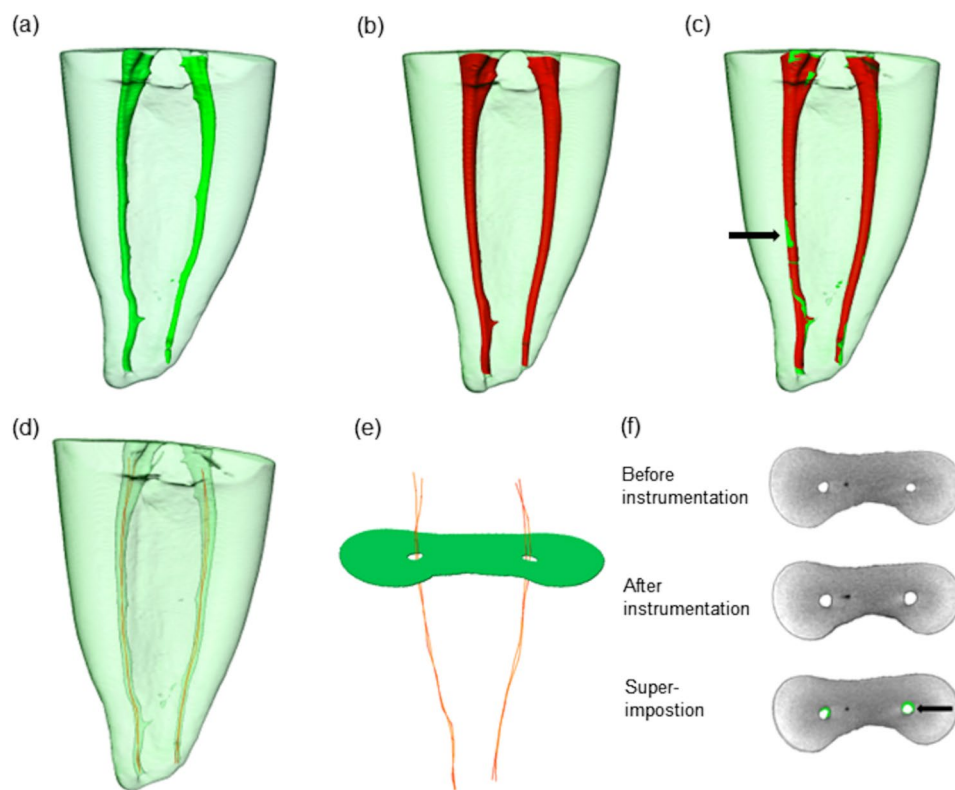 (a)
(b)
(c)
(d)
(e)
(f)
Before
instrumentation
After
instrumentation
Super-
impostion